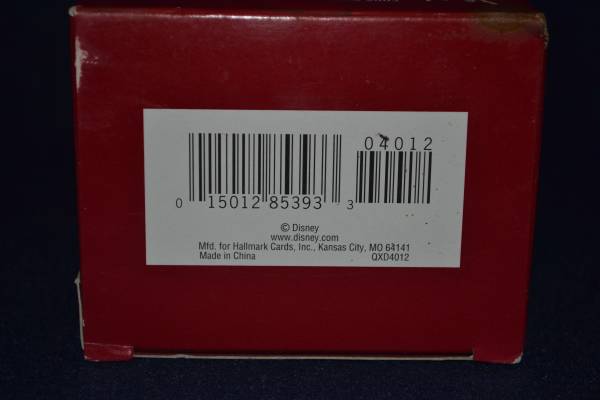 04012
0 15012 85393 3
© Disney
www.disney.com
Mfd. for Hallmark Cards, Inc., Kansas City, MO 64141
Made in China QXD4012